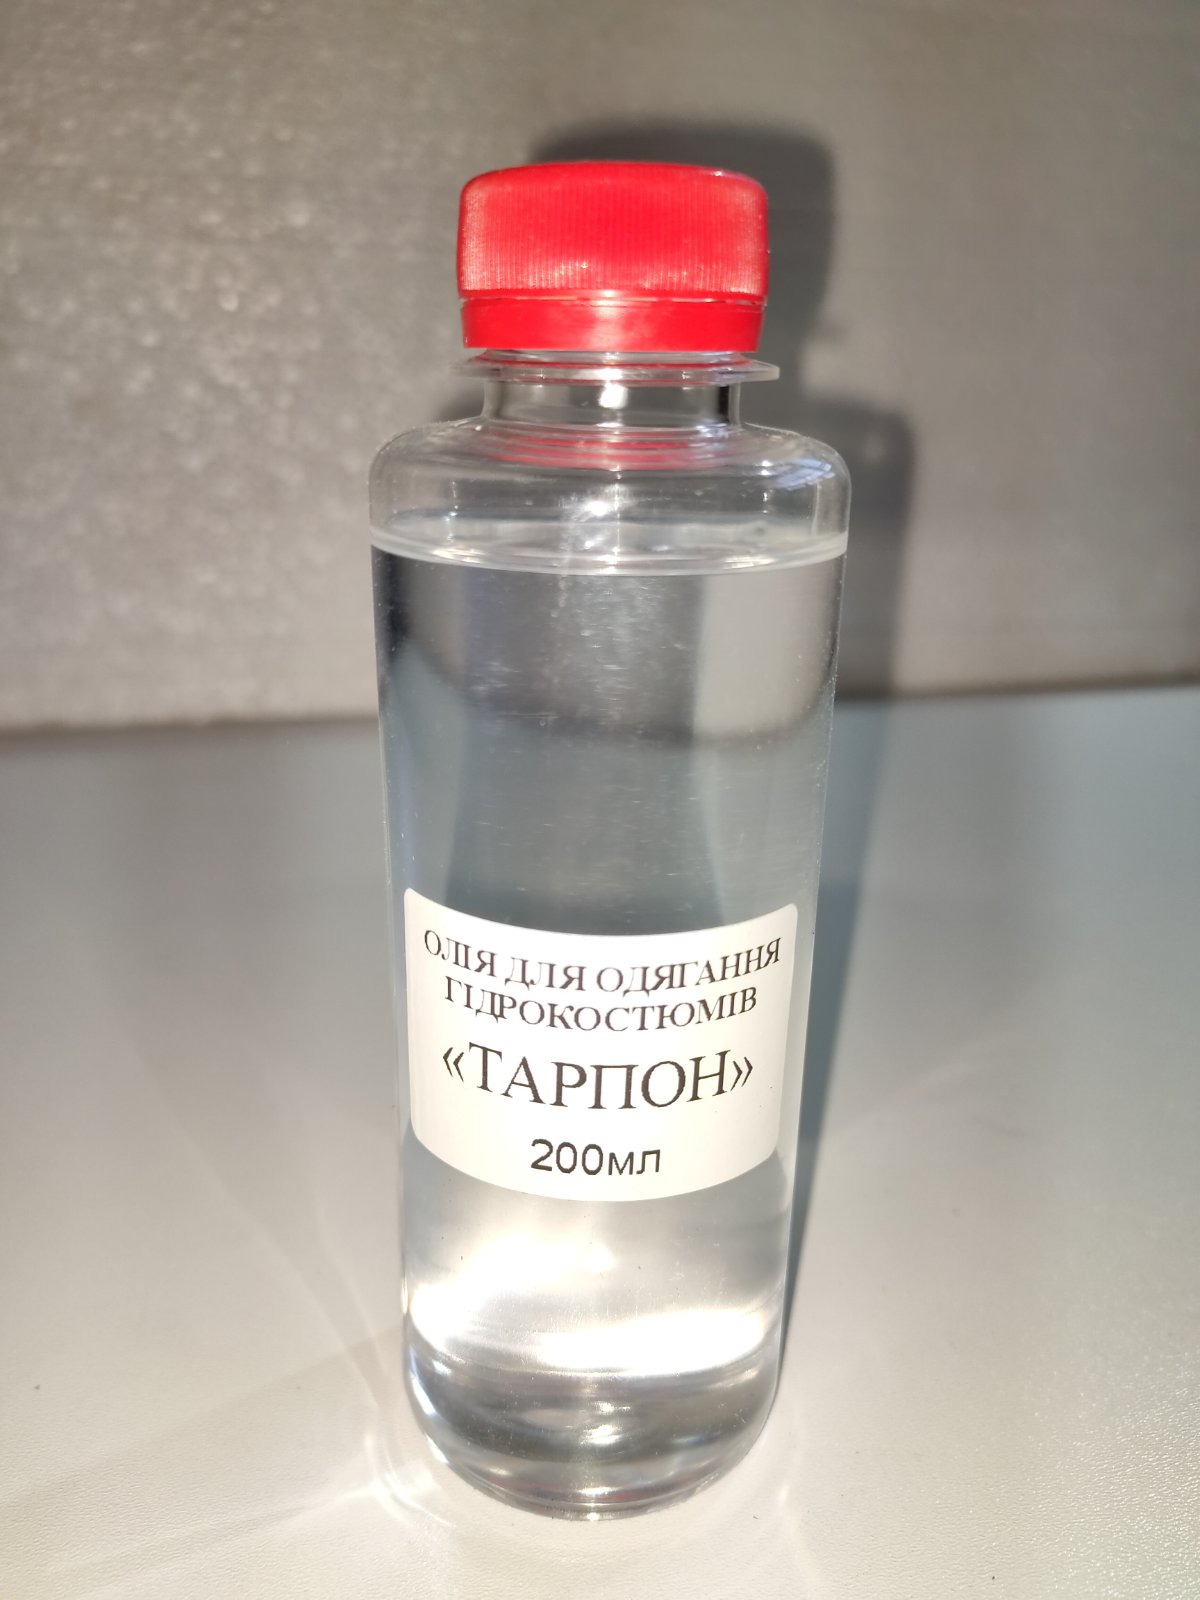 ОЛІЯ ДЛЯ ОДЯГАННЯ
ГІДРОКОСТЮМІВ
«ТАРПОН»
200мл